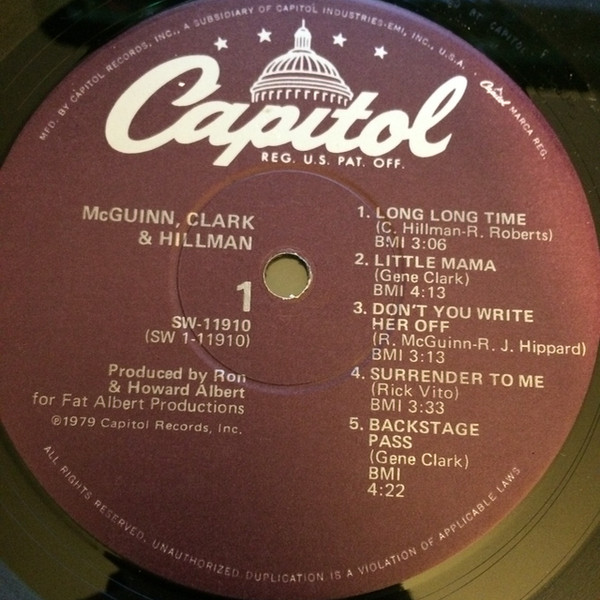 MFD. BY CAPITOL RECORDS, INC., A SUBSIDIARY OF CAPITOL INDUSTRIES-EMI, INC., U.S.A.
Capitol MARCA REG.
Capitol
REG. U.S. PAT. OFF.
McGUINN, CLARK
& HILLMAN
1
SW-11910
(SW 1-11910)
Produced by Ron
& Howard Albert
for Fat Albert Productions
℗1979 Capitol Records, Inc.
1. LONG LONG TIME
(C. Hillman-R. Roberts)
BMI 3:06
2. LITTLE MAMA
(Gene Clark)
BMI 4:13
3. DON'T YOU WRITE
HER OFF
(R. McGuinn-R. J. Hippard)
BMI 3:13
4. SURRENDER TO ME
(Rick Vito)
BMI 3:33
5. BACKSTAGE
PASS
(Gene Clark)
BMI
4:22
ALL RIGHTS RESERVED. UNAUTHORIZED DUPLICATION IS A VIOLATION OF APPLICABLE LAWS